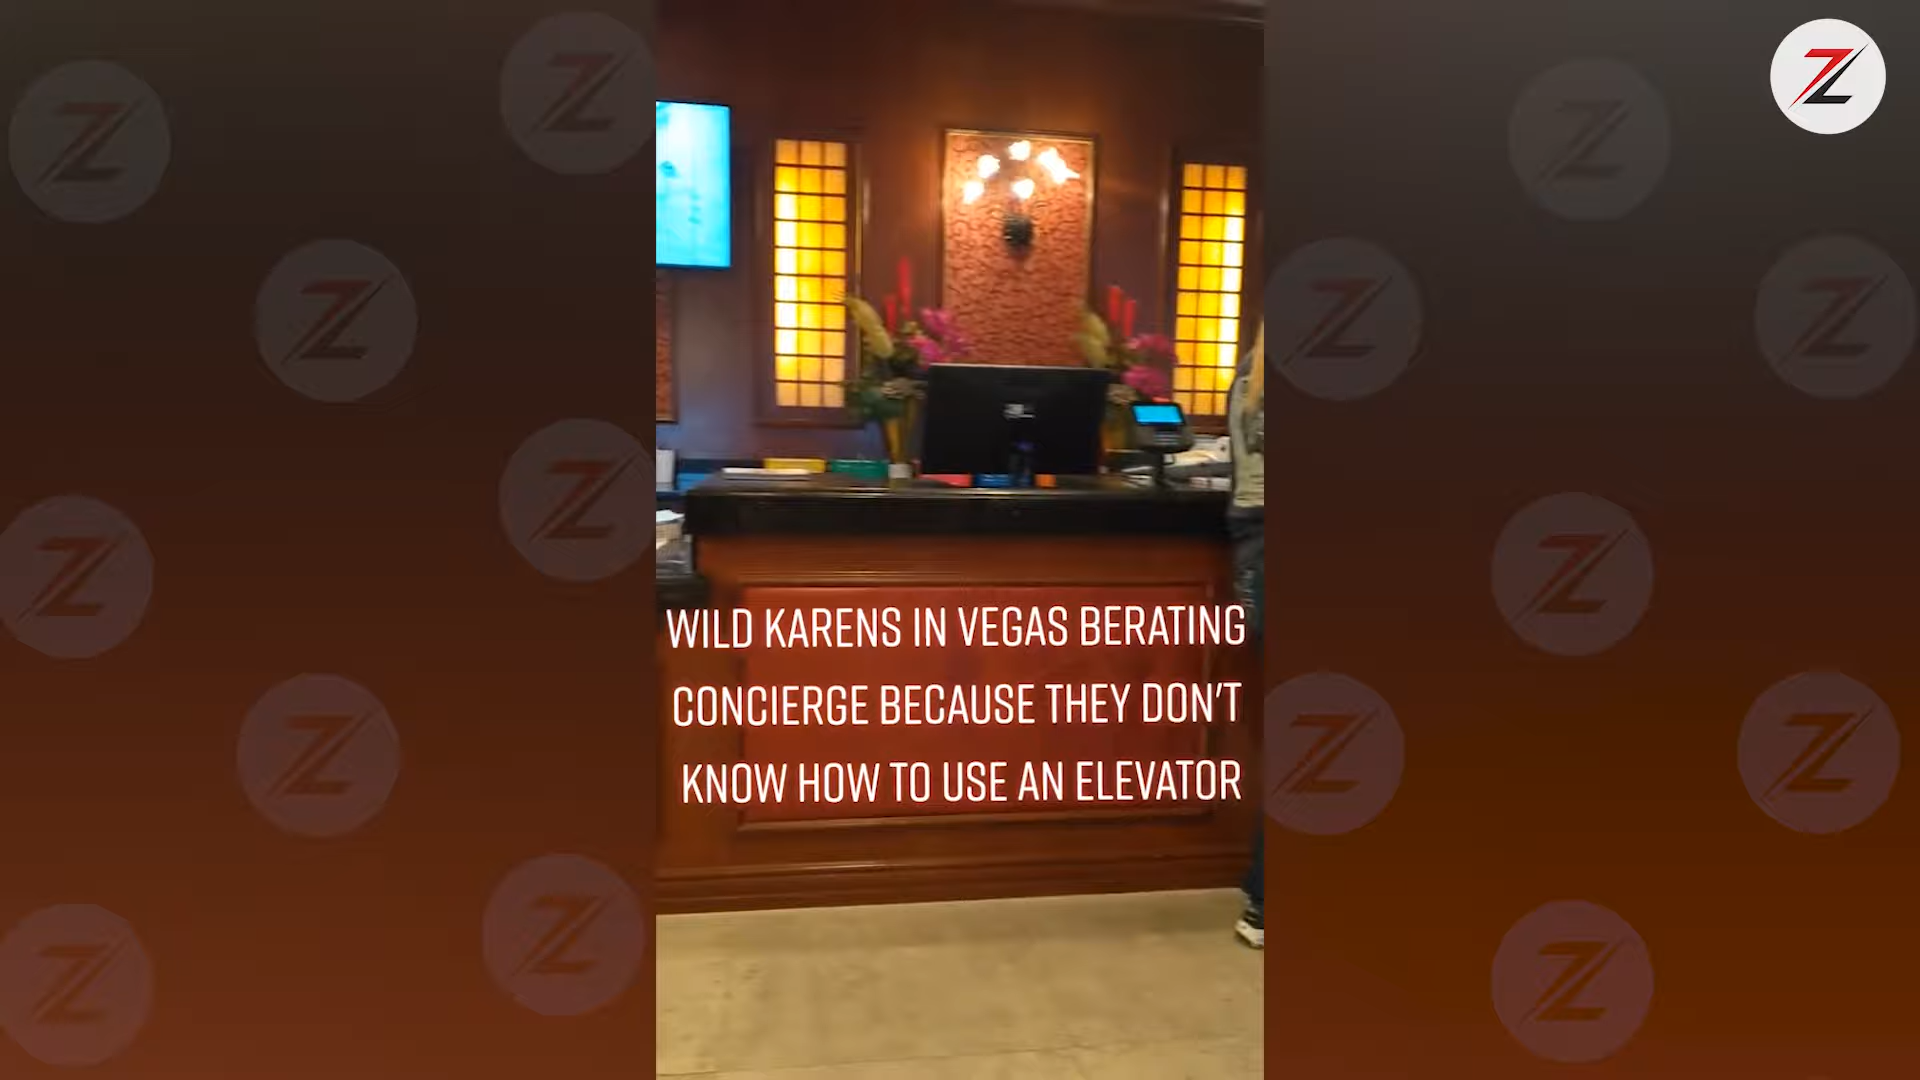 WILD KARENS IN VEGAS BERATING
CONCIERGE BECAUSE THEY DON'T
KNOW HOW TO USE AN ELEVATOR